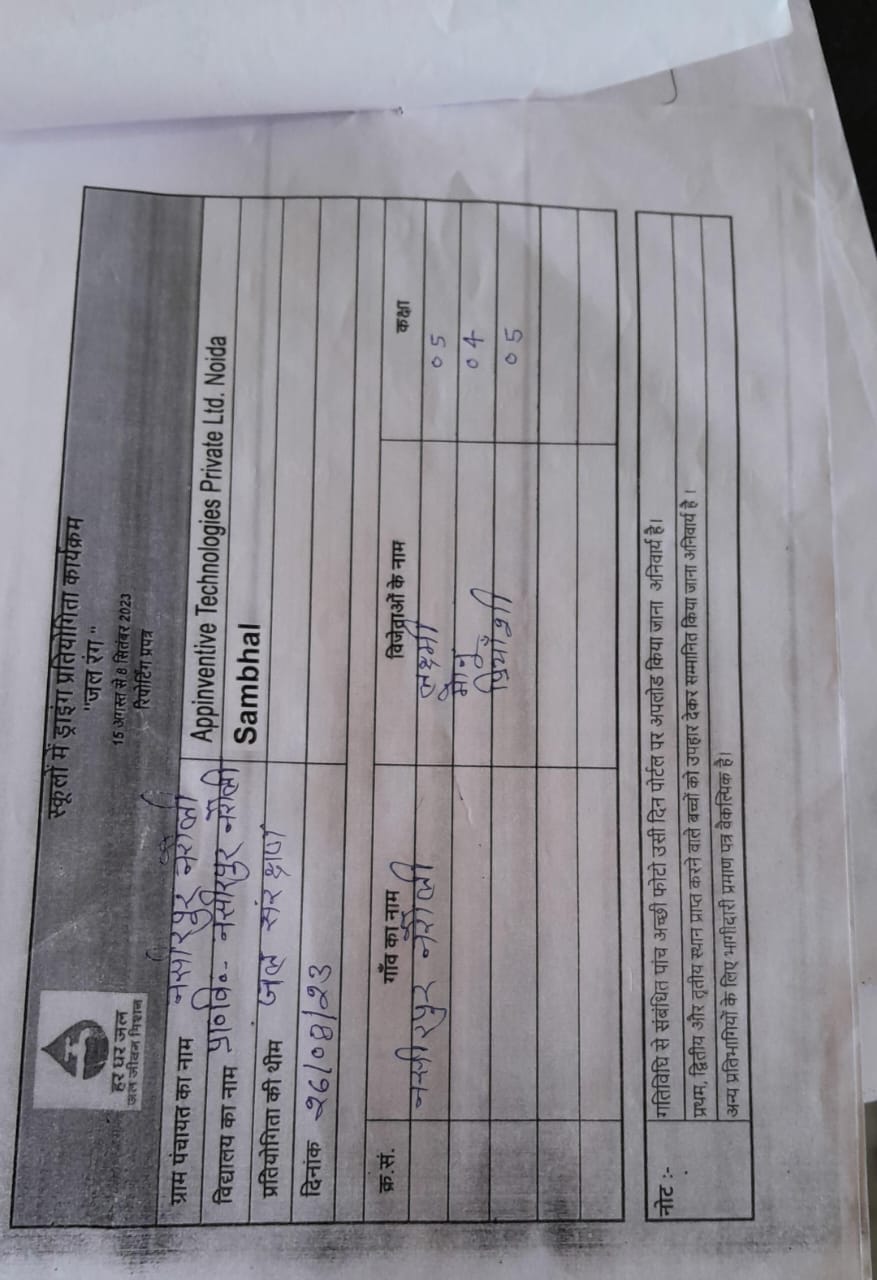 स्कूलों में ड्राइंग प्रतियोगिता कार्यक्रम
"जल रंग"
15 अगस्त से 8 सितंबर 2023
रिपोर्टिंग प्रपत्र
हर घर जल
जल जीवन मिशन
ग्राम पंचायत का नाम नसीरपुर नरौली Appinventive Technologies Private Ltd. Noida
विद्यालय का नाम प्रा०वि०- नसीरपुर नरौली Sambhal
प्रतियोगिता की थीम जल संरक्षण
दिनांक
क्र.सं. गाँव का नाम विजेताओं के नाम कक्षा
नसीरपुर नरौली लक्ष्मी 05
04
05
नोट :- गतिविधि से संबंधित पांच अच्छी फोटो उसी दिन पोर्टल पर अपलोड किया जाना अनिवार्य है।
प्रथम, द्वितीय और तृतीय स्थान प्राप्त करने वाले बच्चों को उपहार देकर सम्मानित किया जाना अनिवार्य है ।
अन्य प्रतिभागियों के लिए भागीदारी प्रमाण पत्र वैकल्पिक है।